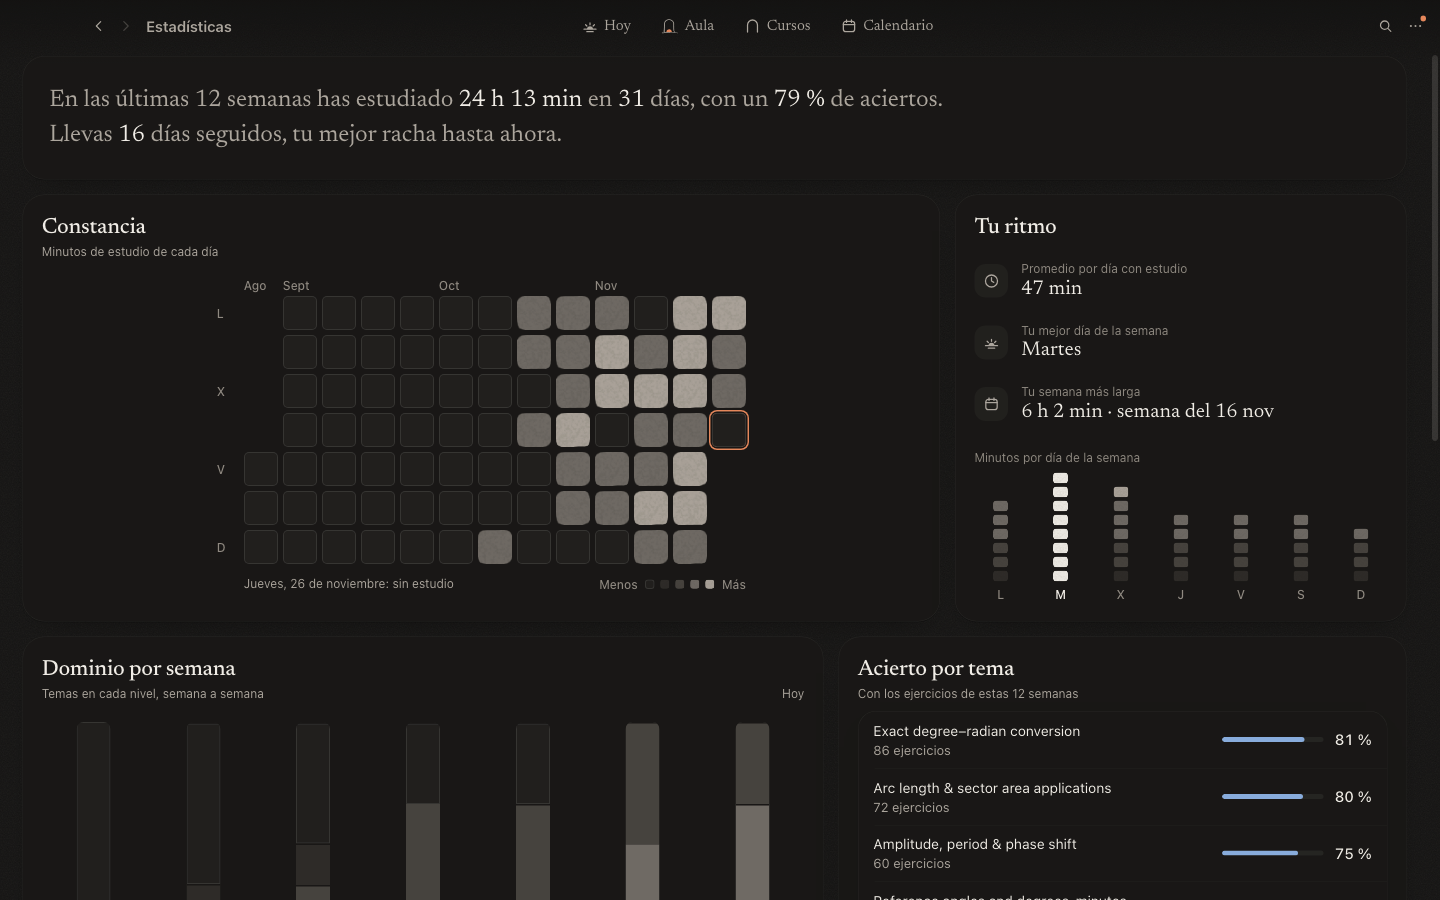 Estadísticas
Hoy
Aula
Cursos
Calendario
En las últimas 12 semanas has estudiado 24 h 13 min en 31 días, con un 79 % de aciertos.
Llevas 16 días seguidos, tu mejor racha hasta ahora.
Constancia
Minutos de estudio de cada día
Ago Sept Oct Nov
L
X
V
D
Jueves, 26 de noviembre: sin estudio
Menos Más
Tu ritmo
Promedio por día con estudio
47 min
Tu mejor día de la semana
Martes
Tu semana más larga
6 h 2 min · semana del 16 nov
Minutos por día de la semana
L M X J V S D
Dominio por semana
Temas en cada nivel, semana a semana
Hoy
Acierto por tema
Con los ejercicios de estas 12 semanas
Exact degree–radian conversion
86 ejercicios
81 %
Arc length & sector area applications
72 ejercicios
80 %
Amplitude, period & phase shift
60 ejercicios
75 %